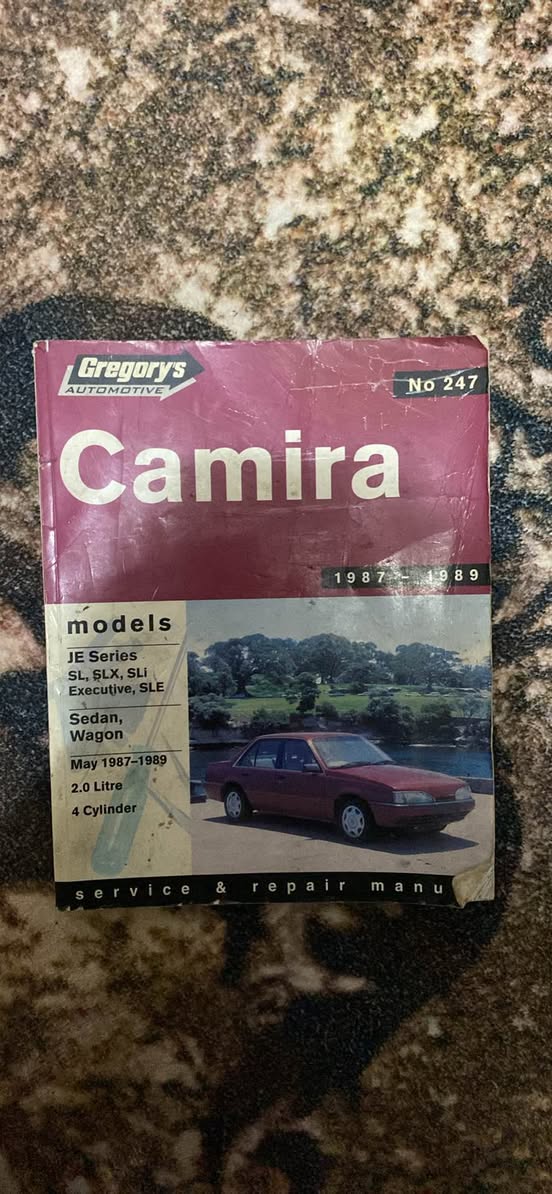 Gregory's
AUTOMOTIVE
No 247
Camira
1987 - 1989
models
JE Series
SL, SLX, SLi
Executive, SLE
Sedan,
Wagon
May 1987–1989
2.0 Litre
4 Cylinder
service & repair manu